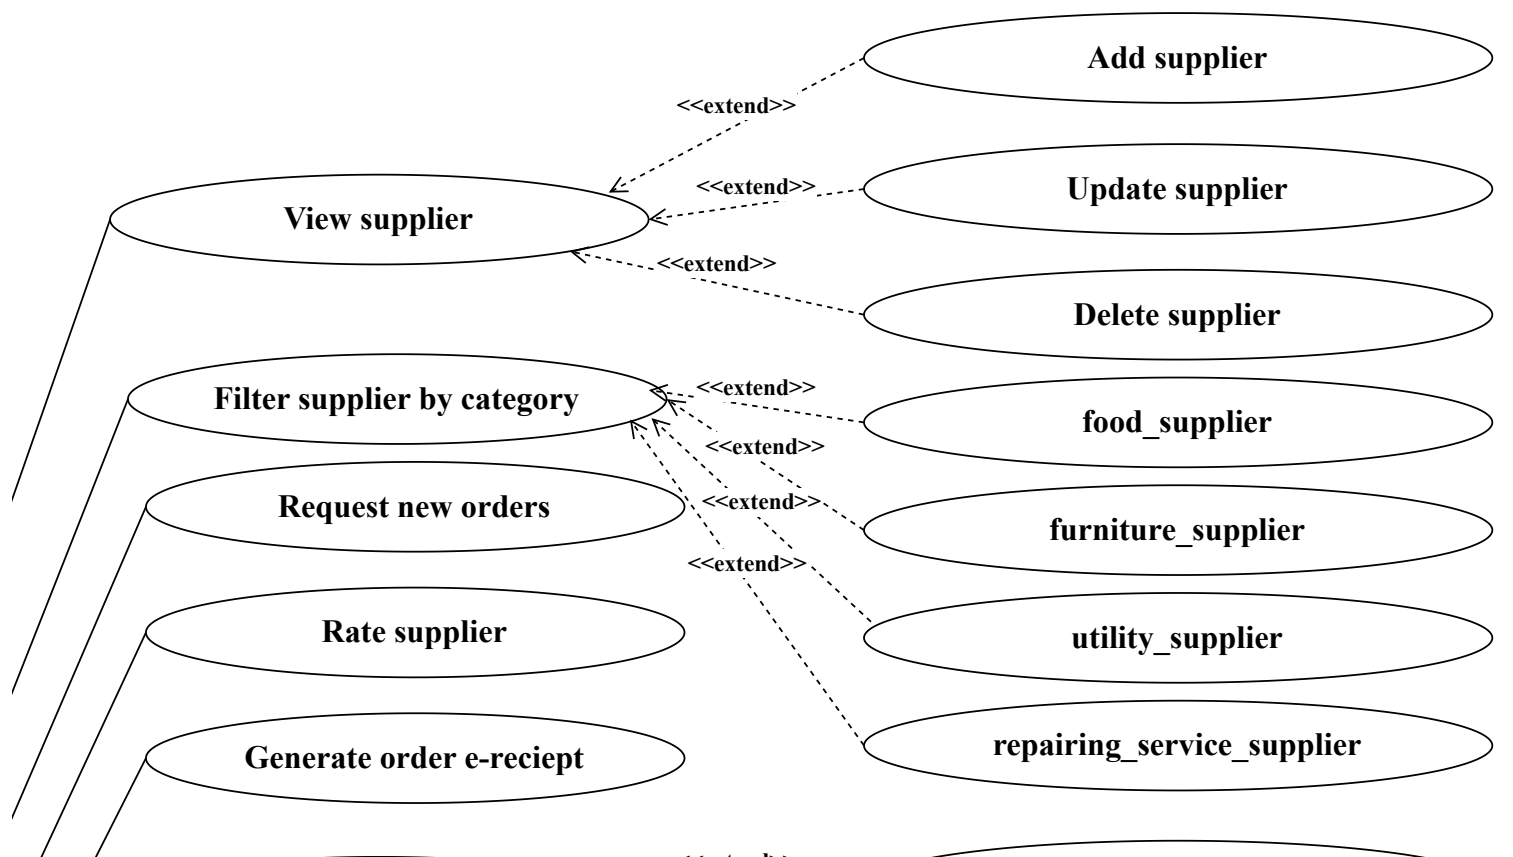 Add supplier
<<extend>>
Update supplier
<<extend>>
View supplier
<<extend>>
Delete supplier
<<extend>>
Filter supplier by category
food_supplier
<<extend>>
<<extend>>
Request new orders
furniture_supplier
<<extend>>
Rate supplier
utility_supplier
Generate order e-reciept
repairing_service_supplier